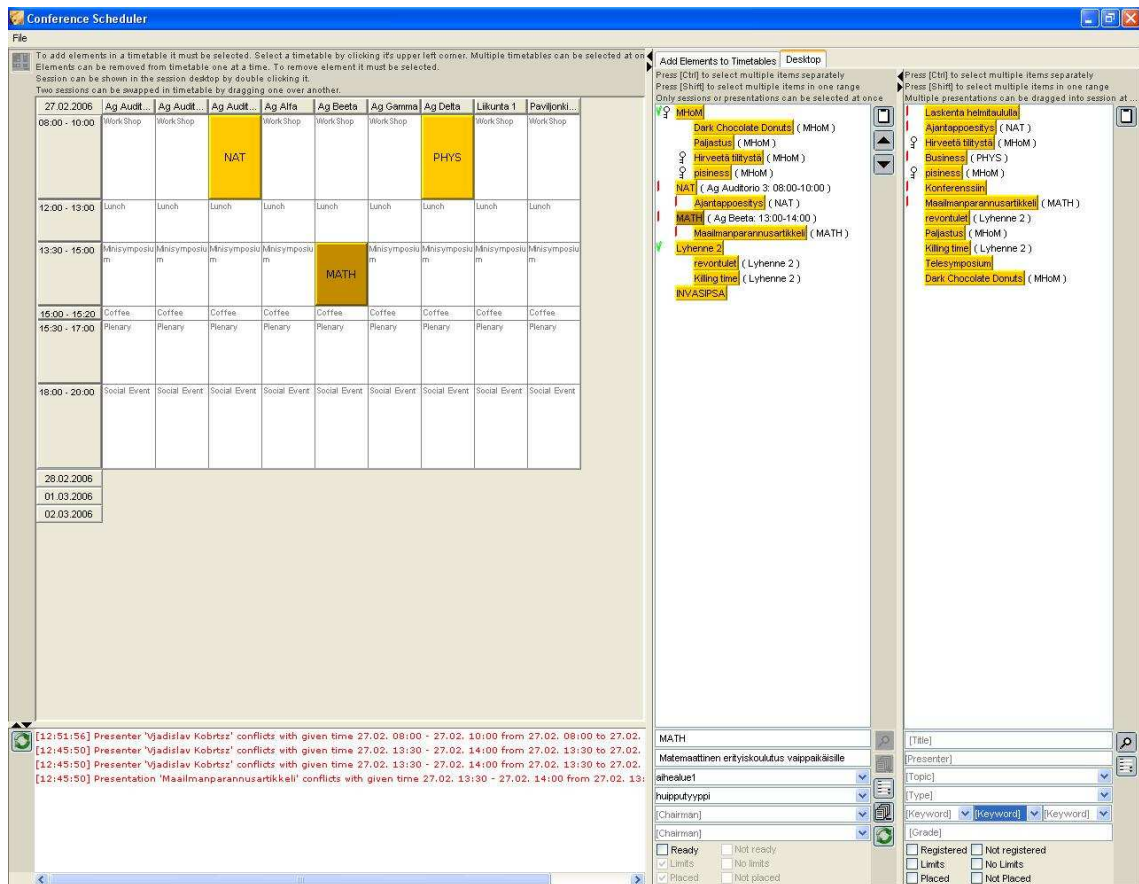 Conference Scheduler
File
To add elements in a timetable it must be selected. Select a timetable by clicking it's upper left corner. Multiple timetables can be selected at on
Elements can be removed from timetable one at a time. To remove element it must be selected.
Session can be shown in the session desktop by double clicking it.
Two sessions can be swapped in timetable by dragging one over another.
27.02.2006 Ag Audit... Ag Audit... Ag Audit... Ag Alfa Ag Beeta Ag Gamma Ag Delta Liikunta 1 Paviljonki...
08:00 - 10:00 Work Shop Work Shop NAT Work Shop Work Shop Work Shop PHYS Work Shop Work Shop
12:00 - 13:00 Lunch Lunch Lunch Lunch Lunch Lunch Lunch Lunch Lunch
13:30 - 15:00 Minisymposium Minisymposium Minisymposium Minisymposium MATH Minisymposium Minisymposium Minisymposium Minisymposium
15:00 - 15:20 Coffee Coffee Coffee Coffee Coffee Coffee Coffee Coffee Coffee
15:30 - 17:00 Plenary Plenary Plenary Plenary Plenary Plenary Plenary Plenary Plenary
18:00 - 20:00 Social Event Social Event Social Event Social Event Social Event Social Event Social Event Social Event Social Event
28.02.2006
01.03.2006
02.03.2006
[12:51:56] Presenter 'Vjadislav Kobrtsz' conflicts with given time 27.02. 08:00 - 27.02. 10:00 from 27.02. 08:00 to 27.02.
[12:45:50] Presenter 'Vjadislav Kobrtsz' conflicts with given time 27.02. 13:30 - 27.02. 14:00 from 27.02. 13:30 to 27.02.
[12:45:50] Presenter 'Vjadislav Kobrtsz' conflicts with given time 27.02. 13:30 - 27.02. 14:00 from 27.02. 13:30 to 27.02.
[12:45:50] Presentation 'Maailmanparannusartikkeli' conflicts with given time 27.02. 13:30 - 27.02. 14:00 from 27.02. 13:
Add Elements to Timetables Desktop
Press [Ctrl] to select multiple items separately
Press [Shift] to select multiple items in one range
Only sessions or presentations can be selected at once
MHoM
Dark Chocolate Donuts ( MHoM )
Paljastus ( MHoM )
Hirveetä tilitystä ( MHoM )
pisiness ( MHoM )
NAT ( Ag Auditorio 3: 08:00-10:00 )
Ajantappoesitys ( NAT )
MATH ( Ag Beeta: 13:00-14:00 )
Maailmanparannusartikkeli ( MATH )
Lyhenne 2
revontulet ( Lyhenne 2 )
Killing time ( Lyhenne 2 )
INVASIPSA
MATH
Matemaattinen erityiskoulutus vaippaikäisille
aihealue1
huipputyyppi
[Chairman]
[Chairman]
Ready Not ready
Limits No limits
Placed Not placed
Press [Ctrl] to select multiple items separately
Press [Shift] to select multiple items in one range
Multiple presentations can be dragged into session at ...
Laskenta helmitaululla
Ajantappoesitys ( NAT )
Hirveetä tilitystä ( MHoM )
Business ( PHYS )
pisiness ( MHoM )
Konferenssiin
Maailmanparannusartikkeli ( MATH )
revontulet ( Lyhenne 2 )
Paljastus ( MHoM )
Killing time ( Lyhenne 2 )
Telesymposium
Dark Chocolate Donuts ( MHoM )
[Title]
[Presenter]
[Topic]
[Type]
[Keyword] [Keyword] [Keyword]
[Grade]
Registered Not registered
Limits No Limits
Placed Not Placed